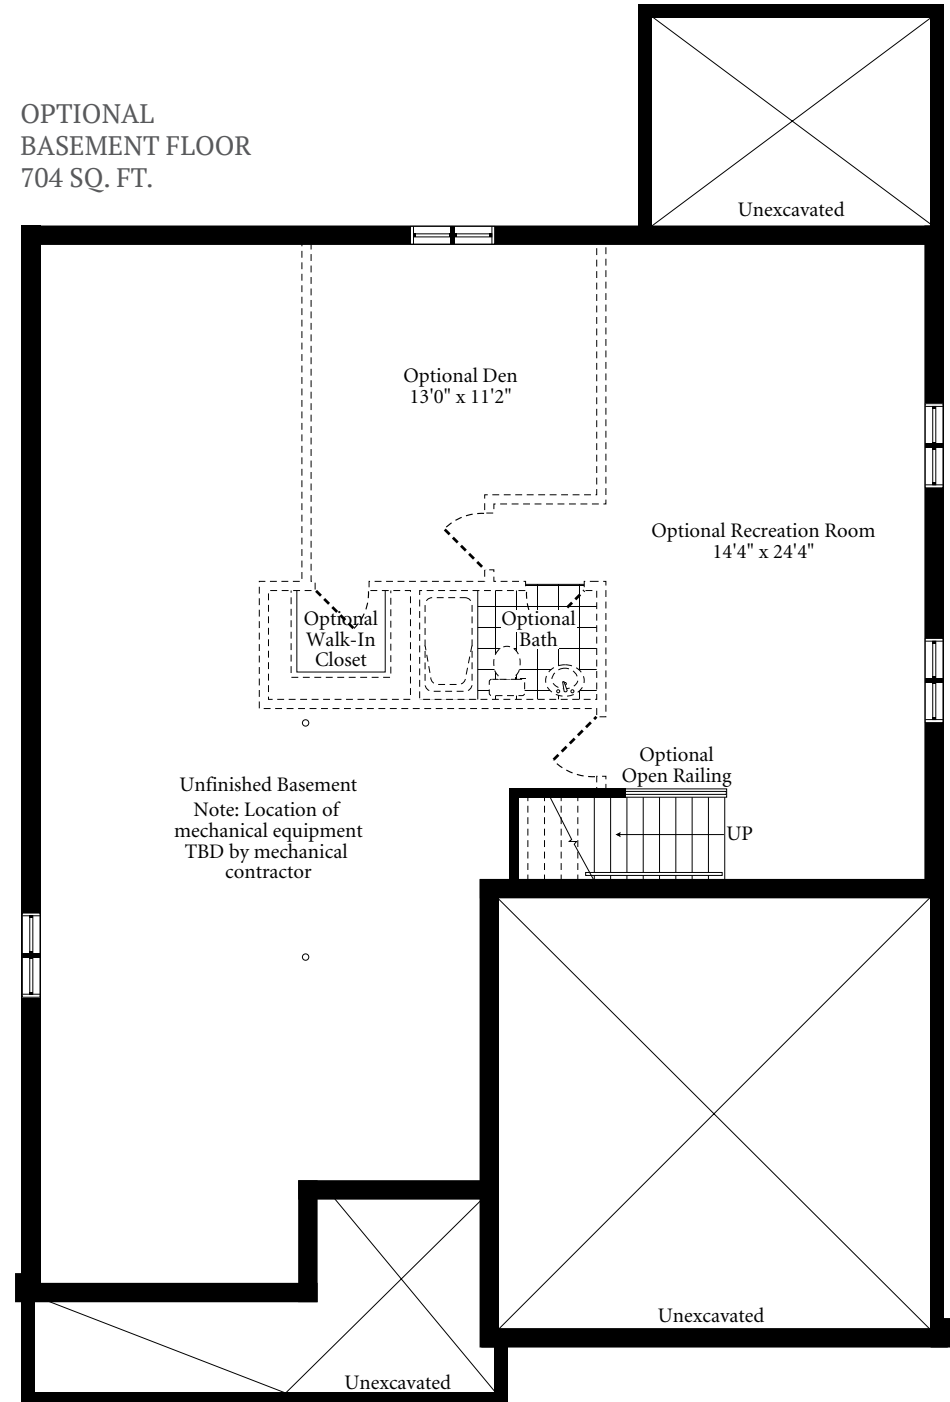 OPTIONAL
BASEMENT FLOOR
704 SQ. FT.
Unexcavated
Optional Den
13'0" x 11'2"
Optional Recreation Room
14'4" x 24'4"
Optional
Walk-In
Closet
Optional
Bath
Optional
Open Railing
UP
Unfinished Basement
Note: Location of
mechanical equipment
TBD by mechanical
contractor
Unexcavated
Unexcavated